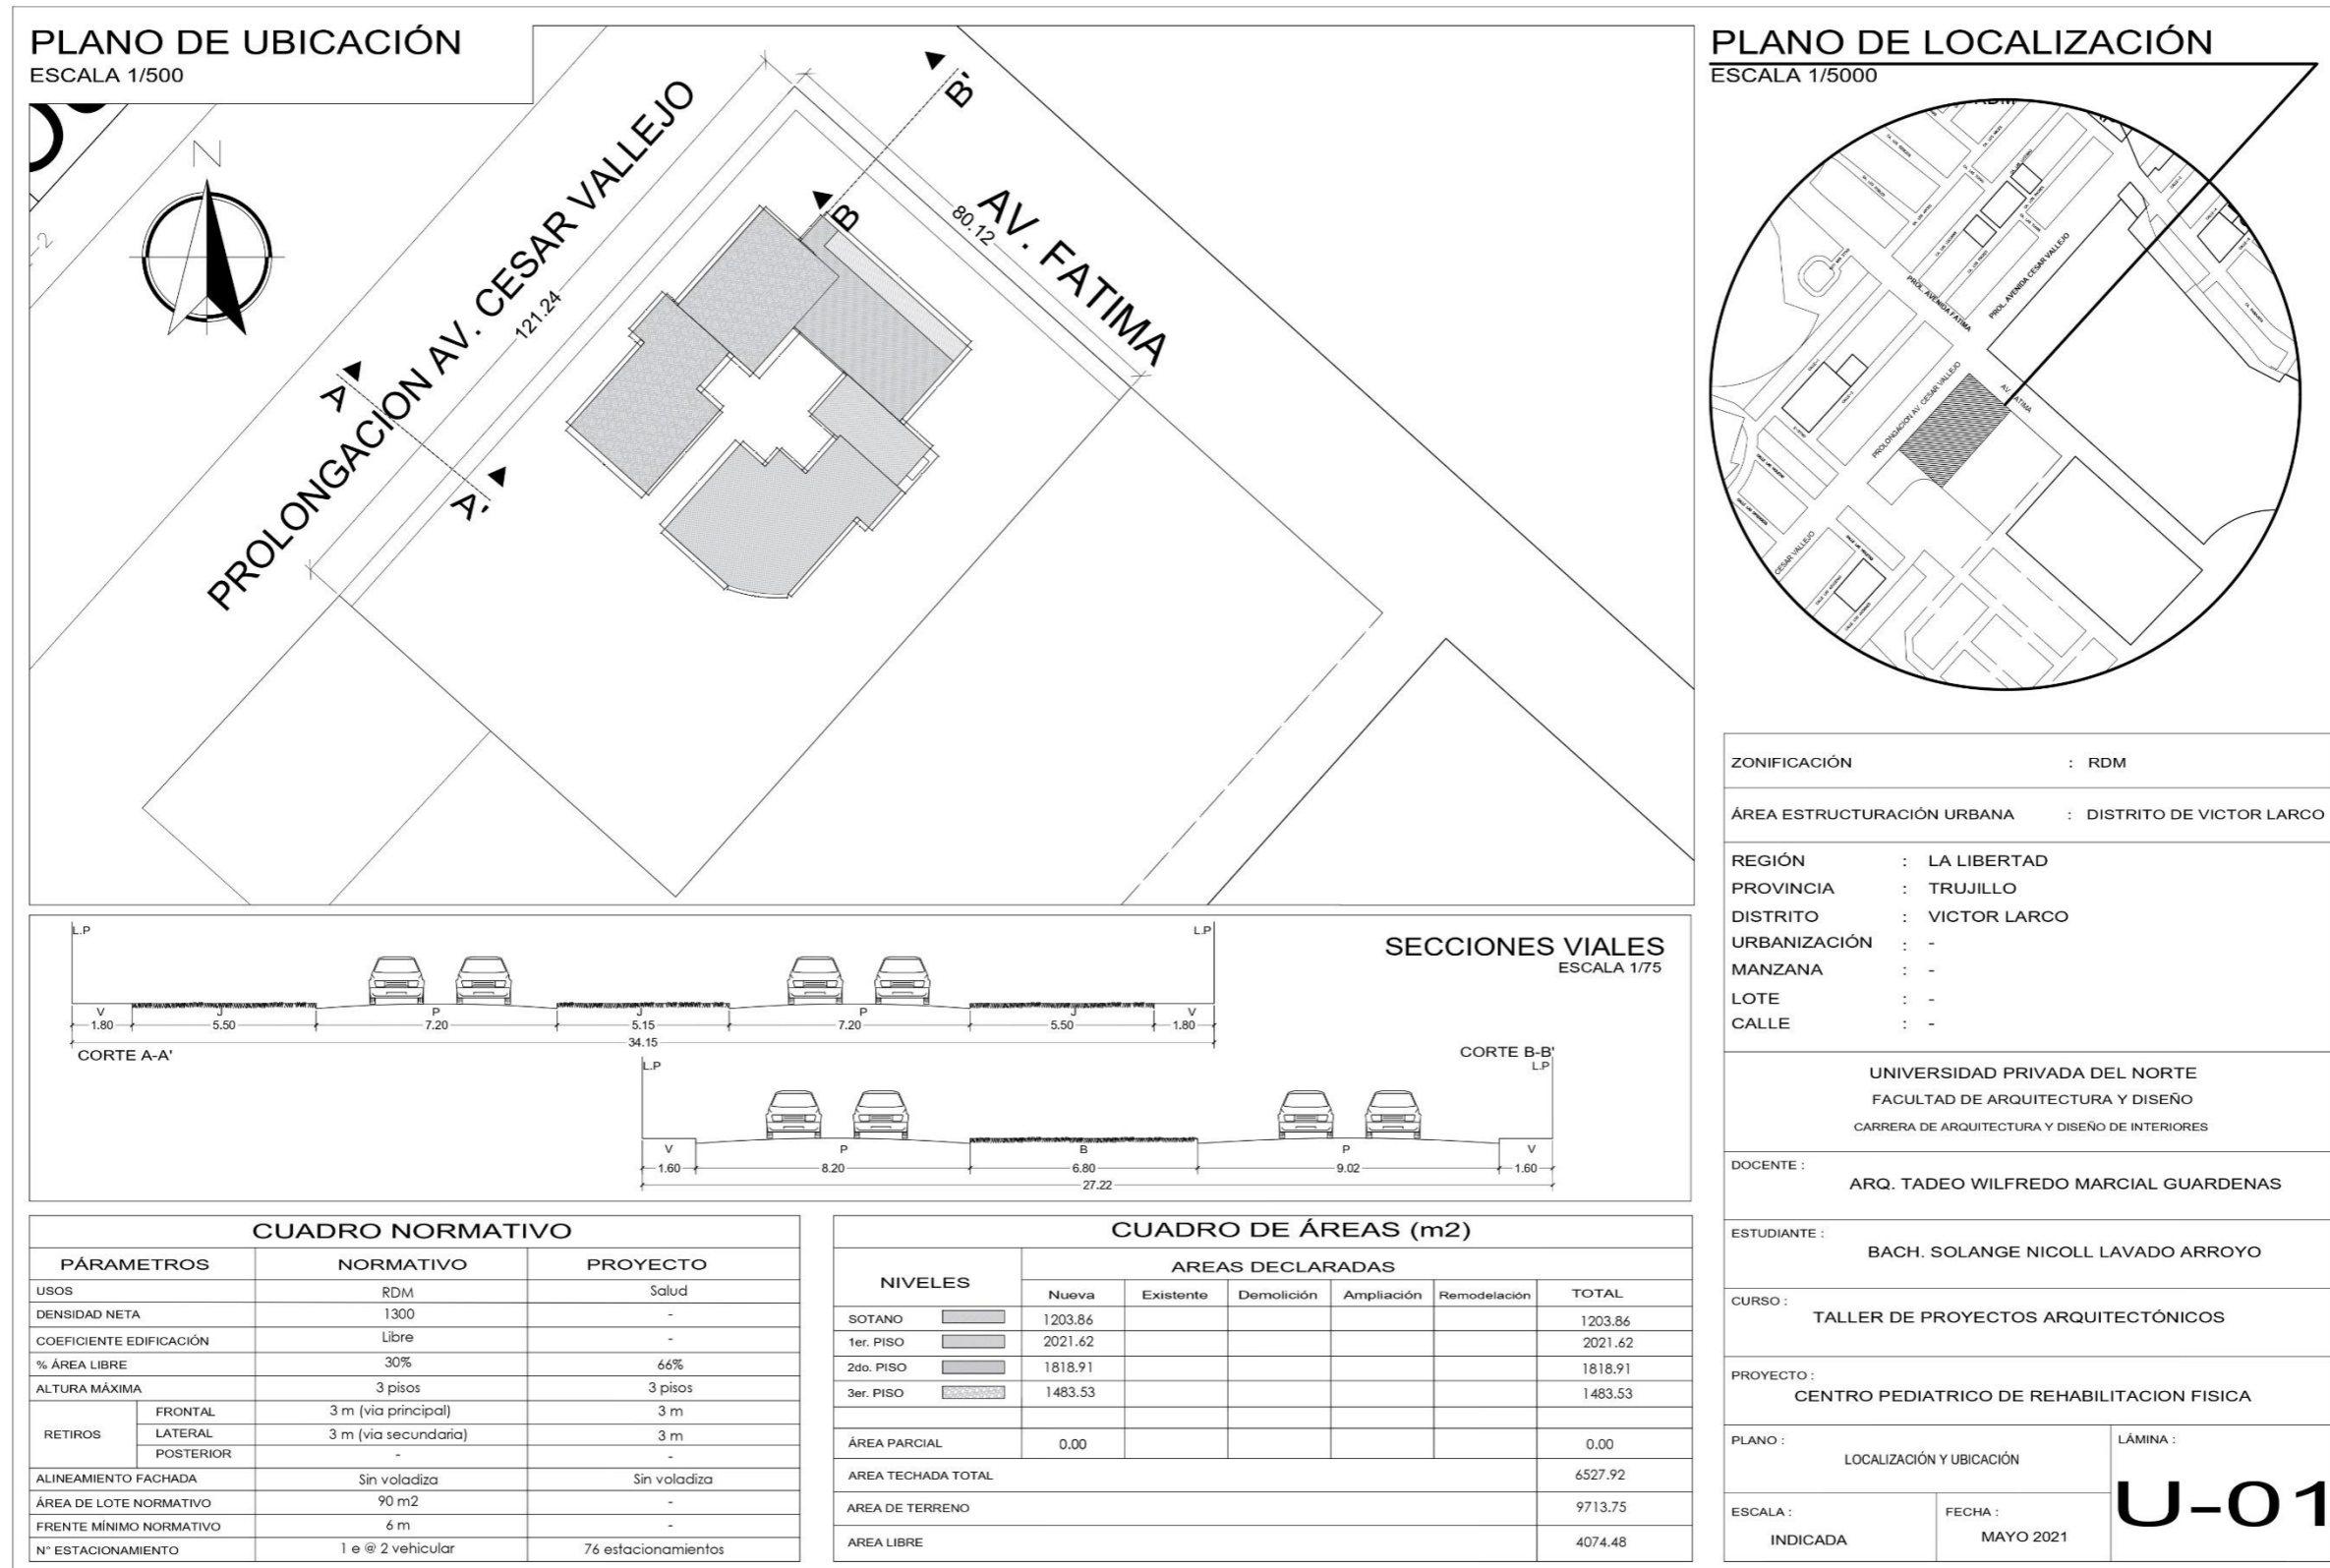 PLANO DE UBICACIÓN
ESCALA 1/500
N
PROLONGACION AV. CESAR VALLEJO
121.24
AV. FATIMA
80.12
B'
B
A
A'
PLANO DE LOCALIZACIÓN
ESCALA 1/5000
PROL. AVENIDA FATIMA
PROL. AVENIDA CESAR VALLEJO
PROLONGACION AV. CESAR VALLEJO
CESAR VALLEJO
SECCIONES VIALES
ESCALA 1/75
L.P L.P
V J P J P J V
1.80 5.50 7.20 5.15 7.20 5.50 1.80
34.15
CORTE A-A'
CORTE B-B'
L.P L.P
V P B P V
1.60 8.20 6.80 9.02 1.60
27.22
CUADRO NORMATIVO
PÁRAMETROS NORMATIVO PROYECTO
USOS RDM Salud
DENSIDAD NETA 1300 -
COEFICIENTE EDIFICACIÓN Libre -
% ÁREA LIBRE 30% 66%
ALTURA MÁXIMA 3 pisos 3 pisos
RETIROS
FRONTAL 3 m (via principal) 3 m
LATERAL 3 m (via secundaria) 3 m
POSTERIOR - -
ALINEAMIENTO FACHADA Sin voladiza Sin voladiza
ÁREA DE LOTE NORMATIVO 90 m2 -
FRENTE MÍNIMO NORMATIVO 6 m -
N° ESTACIONAMIENTO 1 e @ 2 vehicular 76 estacionamientos
CUADRO DE ÁREAS (m2)
NIVELES AREAS DECLARADAS
Nueva Existente Demolición Ampliación Remodelación TOTAL
SOTANO 1203.86 1203.86
1er. PISO 2021.62 2021.62
2do. PISO 1818.91 1818.91
3er. PISO 1483.53 1483.53
ÁREA PARCIAL 0.00 0.00
AREA TECHADA TOTAL 6527.92
AREA DE TERRENO 9713.75
AREA LIBRE 4074.48
ZONIFICACIÓN : RDM
ÁREA ESTRUCTURACIÓN URBANA : DISTRITO DE VICTOR LARCO
REGIÓN : LA LIBERTAD
PROVINCIA : TRUJILLO
DISTRITO : VICTOR LARCO
URBANIZACIÓN : -
MANZANA : -
LOTE : -
CALLE : -
UNIVERSIDAD PRIVADA DEL NORTE
FACULTAD DE ARQUITECTURA Y DISEÑO
CARRERA DE ARQUITECTURA Y DISEÑO DE INTERIORES
DOCENTE :
ARQ. TADEO WILFREDO MARCIAL GUARDENAS
ESTUDIANTE :
BACH. SOLANGE NICOLL LAVADO ARROYO
CURSO :
TALLER DE PROYECTOS ARQUITECTÓNICOS
PROYECTO :
CENTRO PEDIATRICO DE REHABILITACION FISICA
PLANO :
LOCALIZACIÓN Y UBICACIÓN
LÁMINA :
U-01
ESCALA :
INDICADA
FECHA :
MAYO 2021